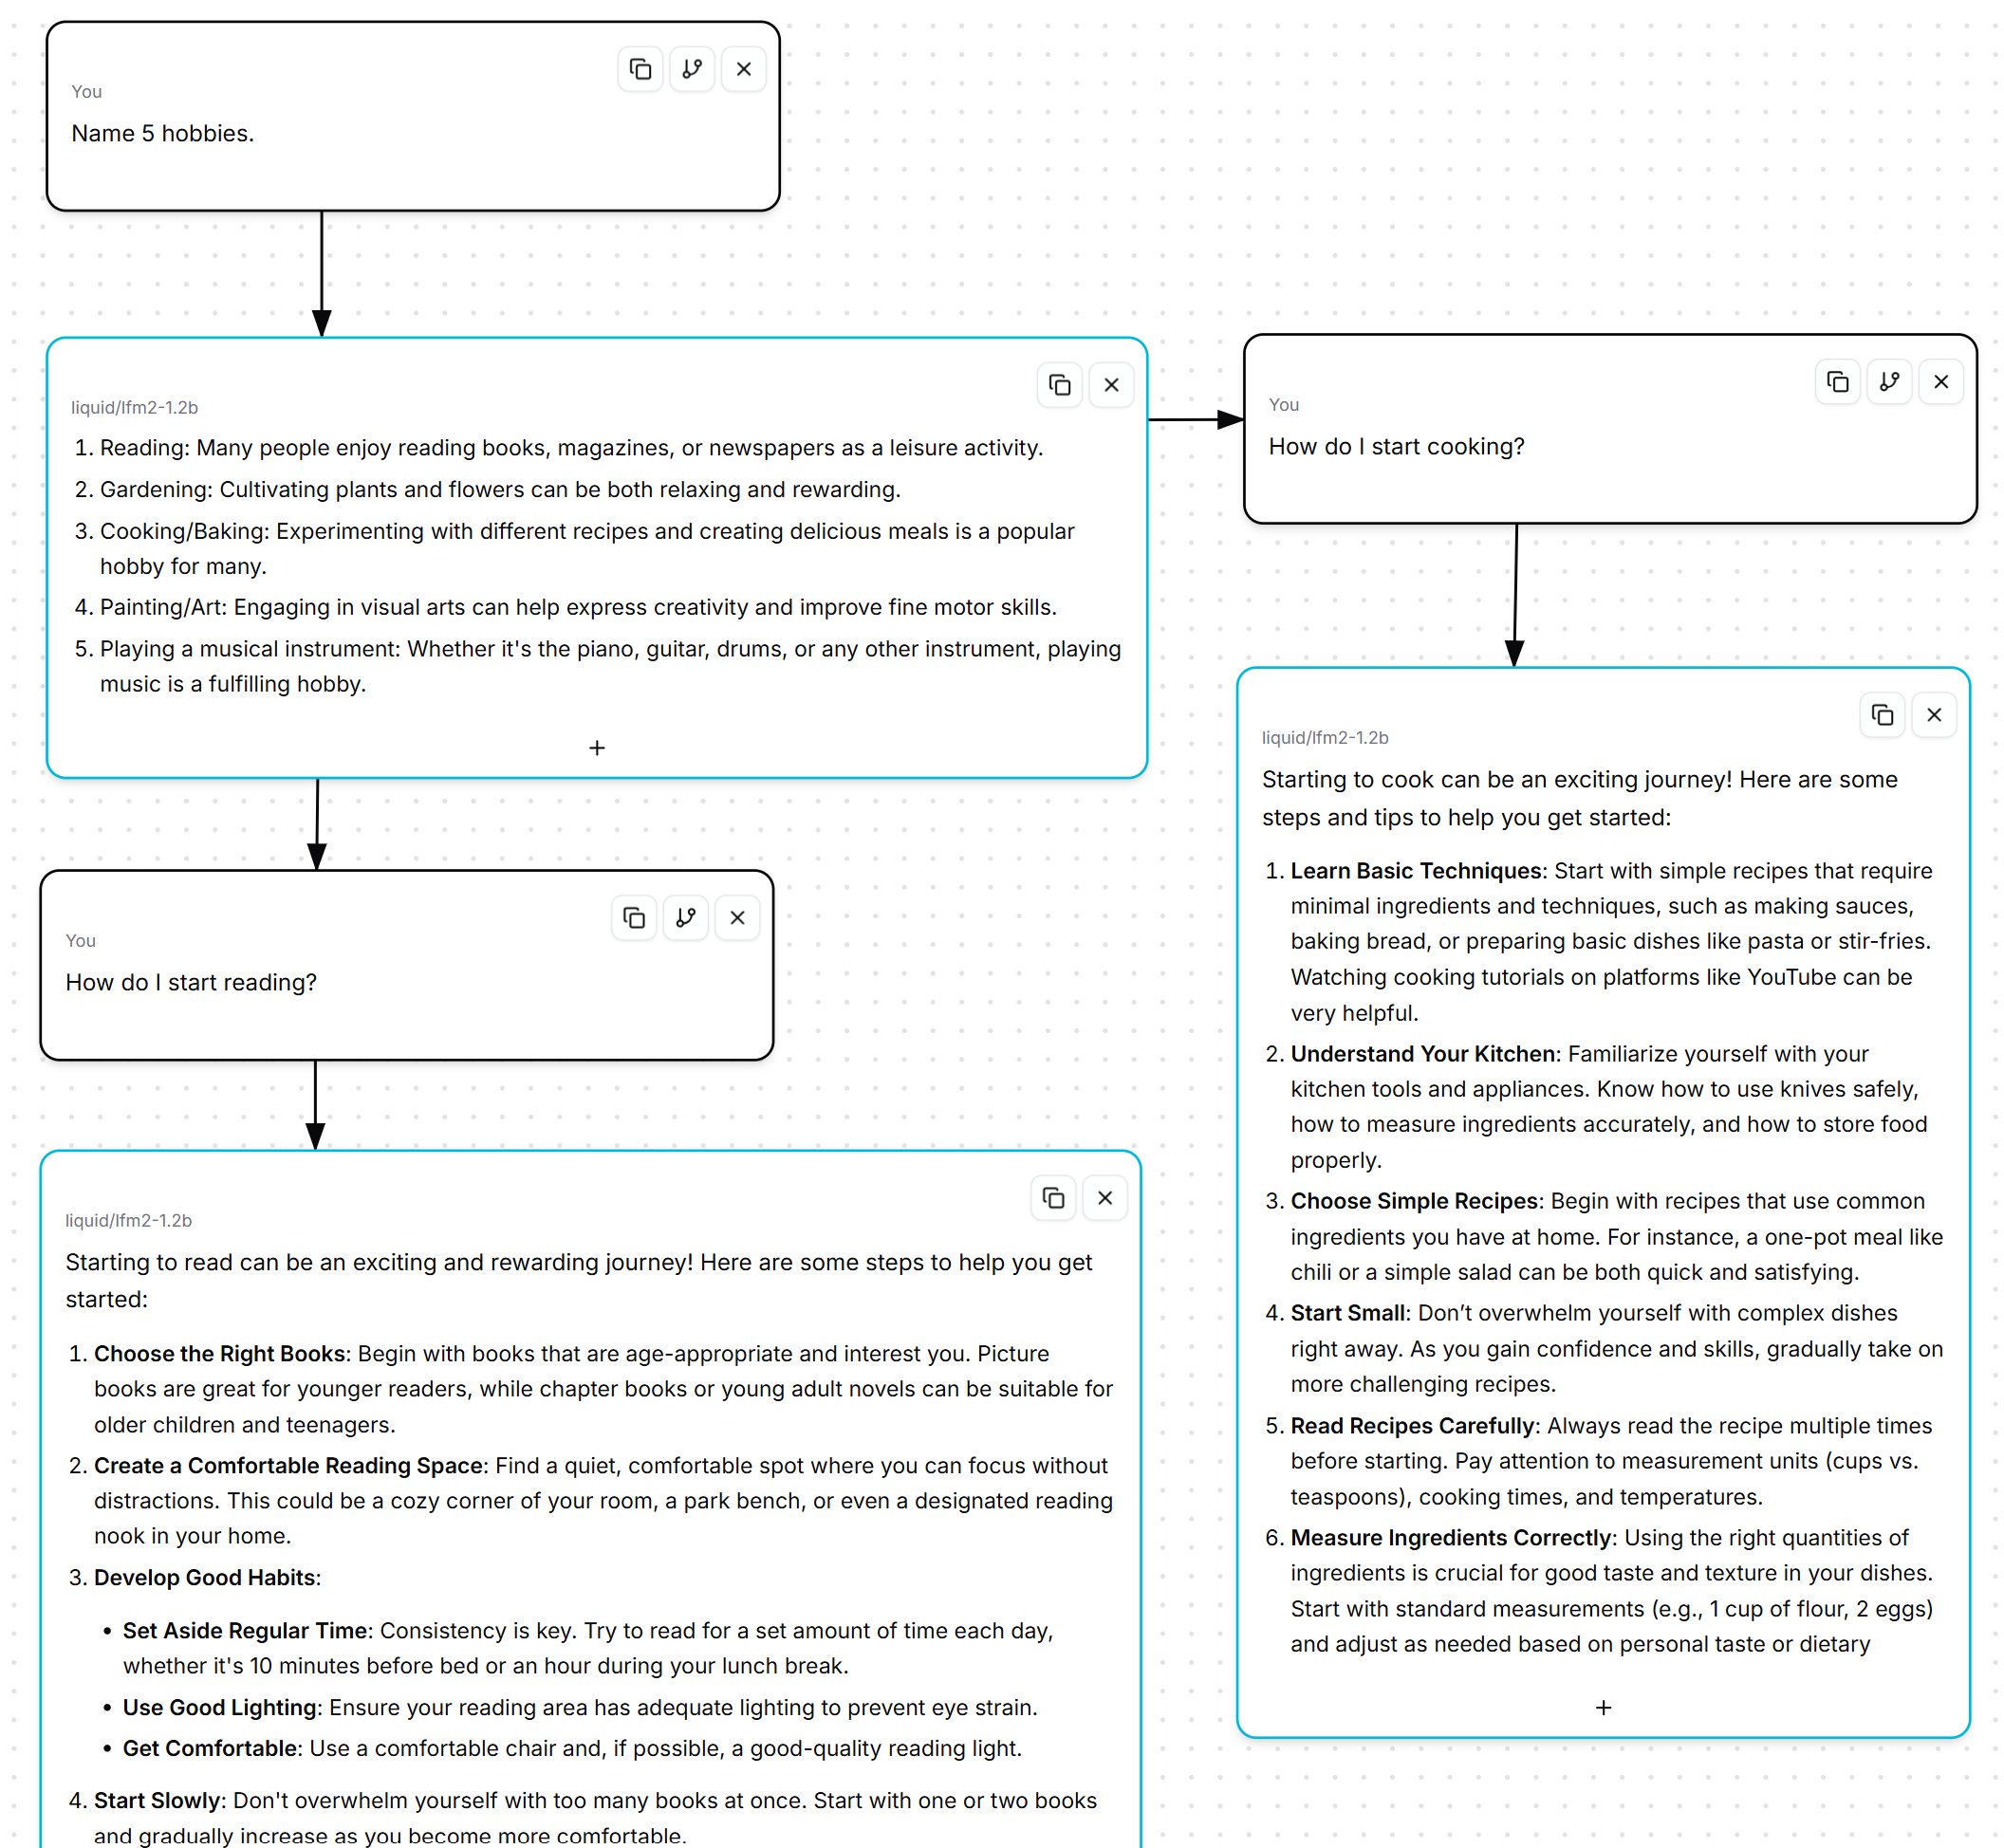 You
Name 5 hobbies.
liquid/lfm2-1.2b
1. Reading: Many people enjoy reading books, magazines, or newspapers as a leisure activity.
2. Gardening: Cultivating plants and flowers can be both relaxing and rewarding.
3. Cooking/Baking: Experimenting with different recipes and creating delicious meals is a popular
hobby for many.
4. Painting/Art: Engaging in visual arts can help express creativity and improve fine motor skills.
5. Playing a musical instrument: Whether it's the piano, guitar, drums, or any other instrument, playing
music is a fulfilling hobby.
You
How do I start reading?
liquid/lfm2-1.2b
Starting to read can be an exciting and rewarding journey! Here are some steps to help you get
started:
1. Choose the Right Books: Begin with books that are age-appropriate and interest you. Picture
books are great for younger readers, while chapter books or young adult novels can be suitable for
older children and teenagers.
2. Create a Comfortable Reading Space: Find a quiet, comfortable spot where you can focus without
distractions. This could be a cozy corner of your room, a park bench, or even a designated reading
nook in your home.
3. Develop Good Habits:
• Set Aside Regular Time: Consistency is key. Try to read for a set amount of time each day,
whether it's 10 minutes before bed or an hour during your lunch break.
• Use Good Lighting: Ensure your reading area has adequate lighting to prevent eye strain.
• Get Comfortable: Use a comfortable chair and, if possible, a good-quality reading light.
4. Start Slowly: Don't overwhelm yourself with too many books at once. Start with one or two books
and gradually increase as you become more comfortable.
You
How do I start cooking?
liquid/lfm2-1.2b
Starting to cook can be an exciting journey! Here are some
steps and tips to help you get started:
1. Learn Basic Techniques: Start with simple recipes that require
minimal ingredients and techniques, such as making sauces,
baking bread, or preparing basic dishes like pasta or stir-fries.
Watching cooking tutorials on platforms like YouTube can be
very helpful.
2. Understand Your Kitchen: Familiarize yourself with your
kitchen tools and appliances. Know how to use knives safely,
how to measure ingredients accurately, and how to store food
properly.
3. Choose Simple Recipes: Begin with recipes that use common
ingredients you have at home. For instance, a one-pot meal like
chili or a simple salad can be both quick and satisfying.
4. Start Small: Don’t overwhelm yourself with complex dishes
right away. As you gain confidence and skills, gradually take on
more challenging recipes.
5. Read Recipes Carefully: Always read the recipe multiple times
before starting. Pay attention to measurement units (cups vs.
teaspoons), cooking times, and temperatures.
6. Measure Ingredients Correctly: Using the right quantities of
ingredients is crucial for good taste and texture in your dishes.
Start with standard measurements (e.g., 1 cup of flour, 2 eggs)
and adjust as needed based on personal taste or dietary